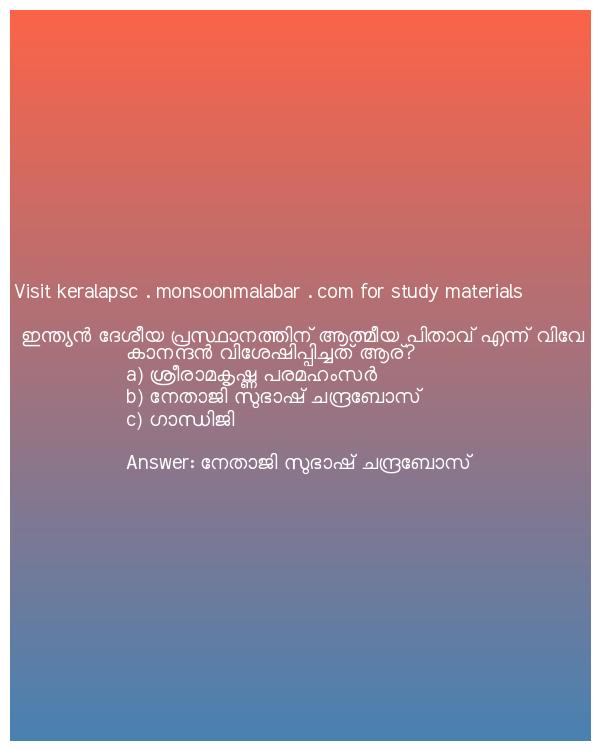 Visit keralapsc . monsoonmalabar . com for study materials
ഇന്ത്യൻ ദേശീയ പ്രസ്ഥാനത്തിന് ആത്മീയ പിതാവ് എന്ന് വിവേ
കാനന്ദൻ വിശേഷിപ്പിച്ചത് ആര്?
a) ശ്രീരാമകൃഷ്ണ പരമഹംസർ
b) നേതാജി സുഭാഷ് ചന്ദ്രബോസ്
c) ഗാന്ധിജി
Answer: നേതാജി സുഭാഷ് ചന്ദ്രബോസ്